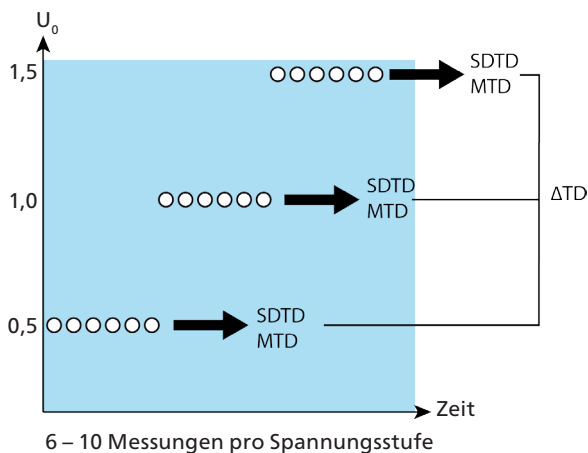 U₀
1,5
SDTD
MTD
1,0
SDTD
MTD
ΔTD
0,5
SDTD
MTD
Zeit
6 – 10 Messungen pro Spannungsstufe